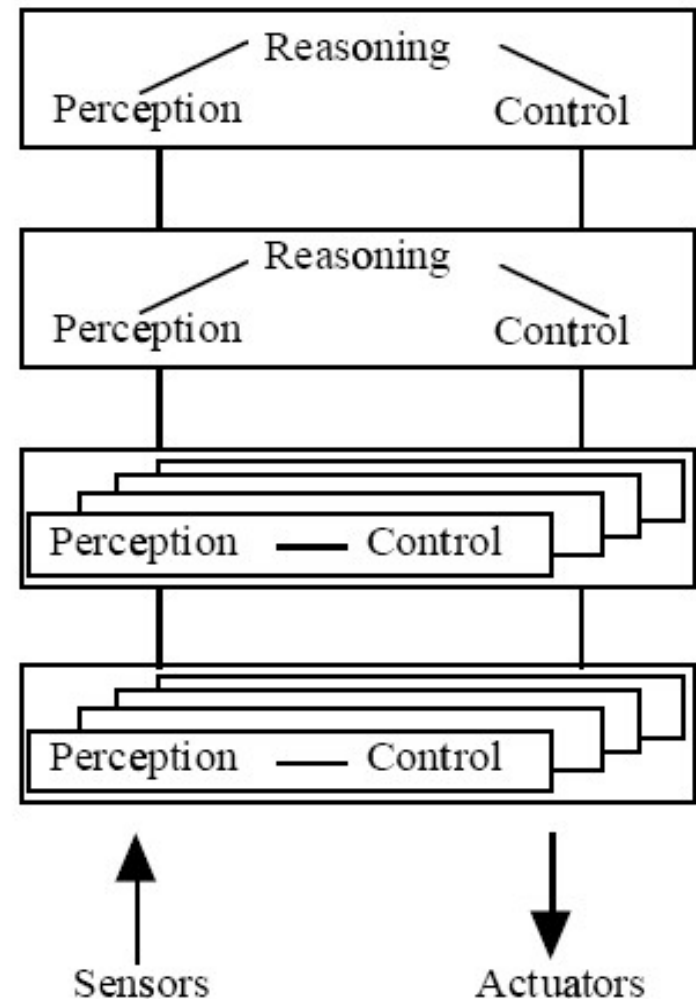 Reasoning
Perception Control
Reasoning
Perception Control
Perception Control
Perception Control
Sensors Actuators